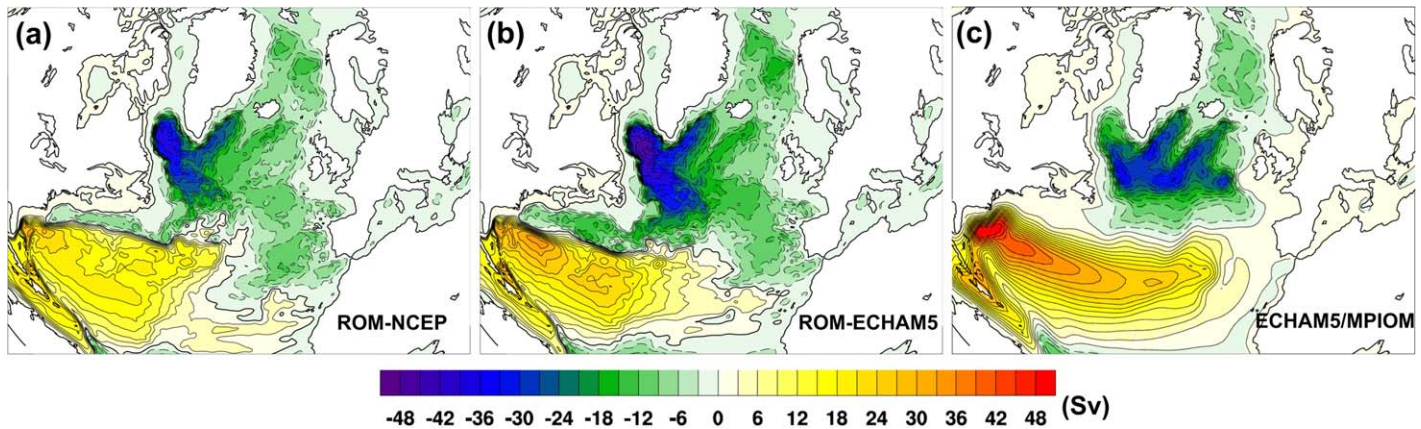 (a)
(b)
(c)
ROM-NCEP
ROM-ECHAM5
ECHAM5/MPIOM
-48 -42 -36 -30 -24 -18 -12 -6 0 6 12 18 24 30 36 42 48 (Sv)